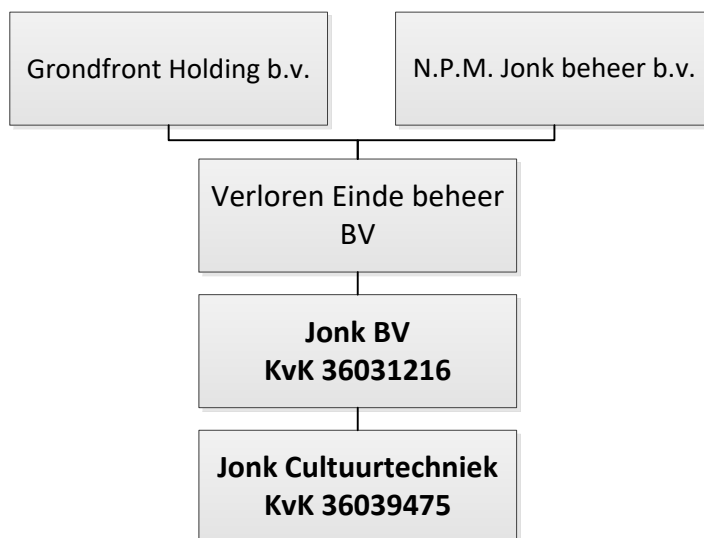 Grondfront Holding b.v.
N.P.M. Jonk beheer b.v.
Verloren Einde beheer
BV
Jonk BV
KvK 36031216
Jonk Cultuurtechniek
KvK 36039475